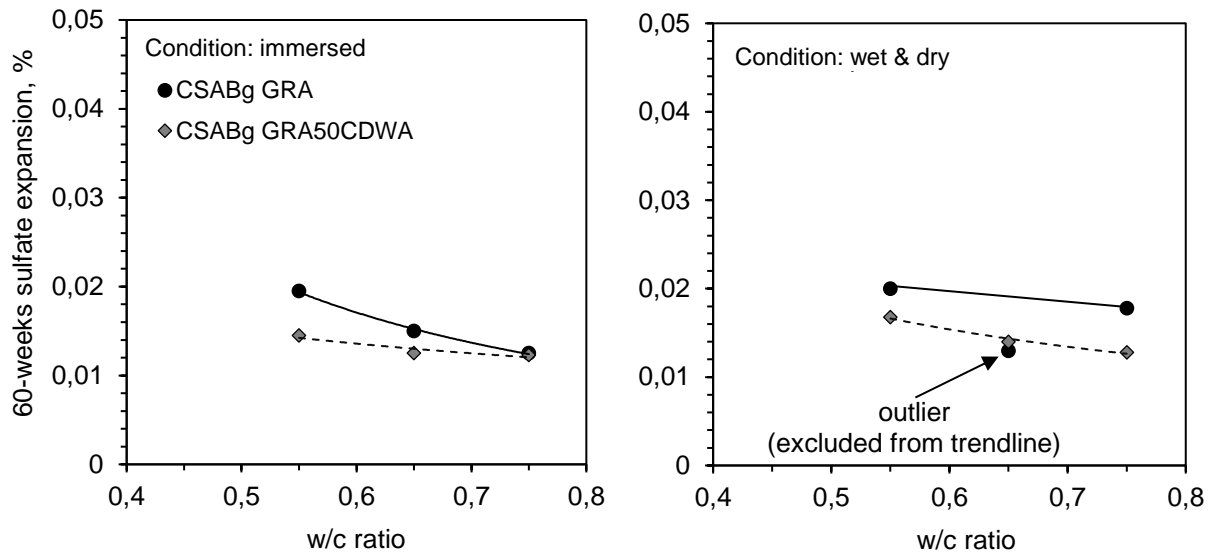 60-weeks sulfate expansion, %
0,05
0,04
0,03
0,02
0,01
0
Condition: immersed
CSABg GRA
CSABg GRA50CDWA
0,4 0,5 0,6 0,7 0,8
w/c ratio
0,05
0,04
0,03
0,02
0,01
0
Condition: wet & dry
outlier
(excluded from trendline)
0,4 0,5 0,6 0,7 0,8
w/c ratio